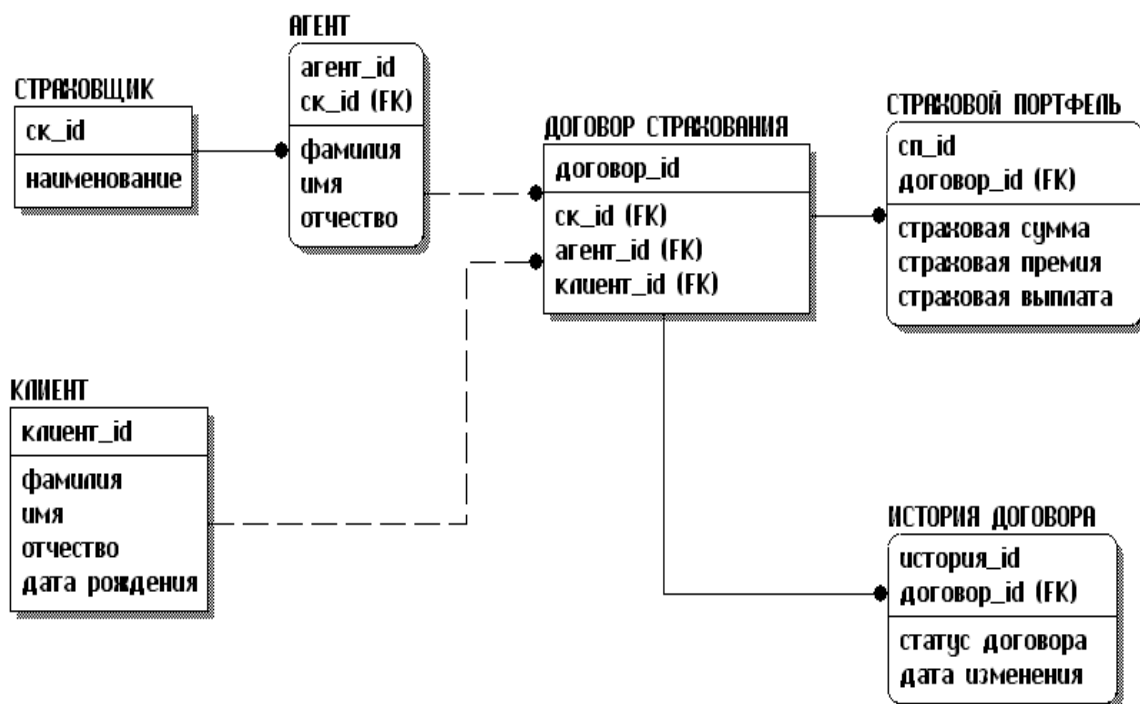 АГЕНТ
агент_id
ск_id (FK)
фамилия
имя
отчество
СТРАХОВЩИК
ск_id
наименование
ДОГОВОР СТРАХОВАНИЯ
договор_id
ск_id (FK)
агент_id (FK)
клиент_id (FK)
СТРАХОВОЙ ПОРТФЕЛЬ
сп_id
договор_id (FK)
страховая сумма
страховая премия
страховая выплата
КЛИЕНТ
клиент_id
фамилия
имя
отчество
дата рождения
ИСТОРИЯ ДОГОВОРА
история_id
договор_id (FK)
статус договора
дата изменения